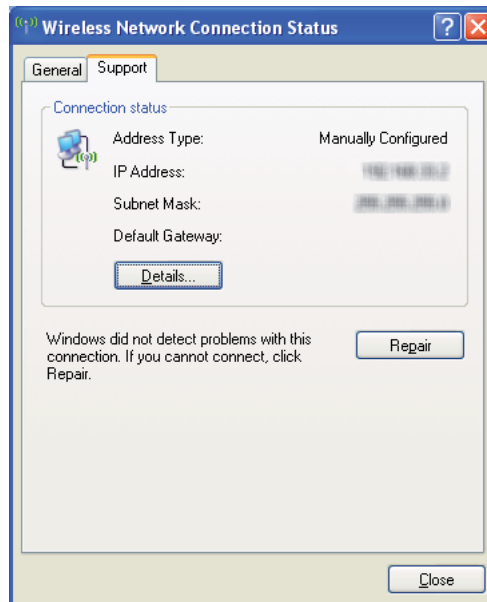 Wireless Network Connection Status
General Support
Connection status
Address Type: Manually Configured
IP Address:
Subnet Mask:
Default Gateway:
Details...
Windows did not detect problems with this
connection. If you cannot connect, click
Repair.
Repair
Close